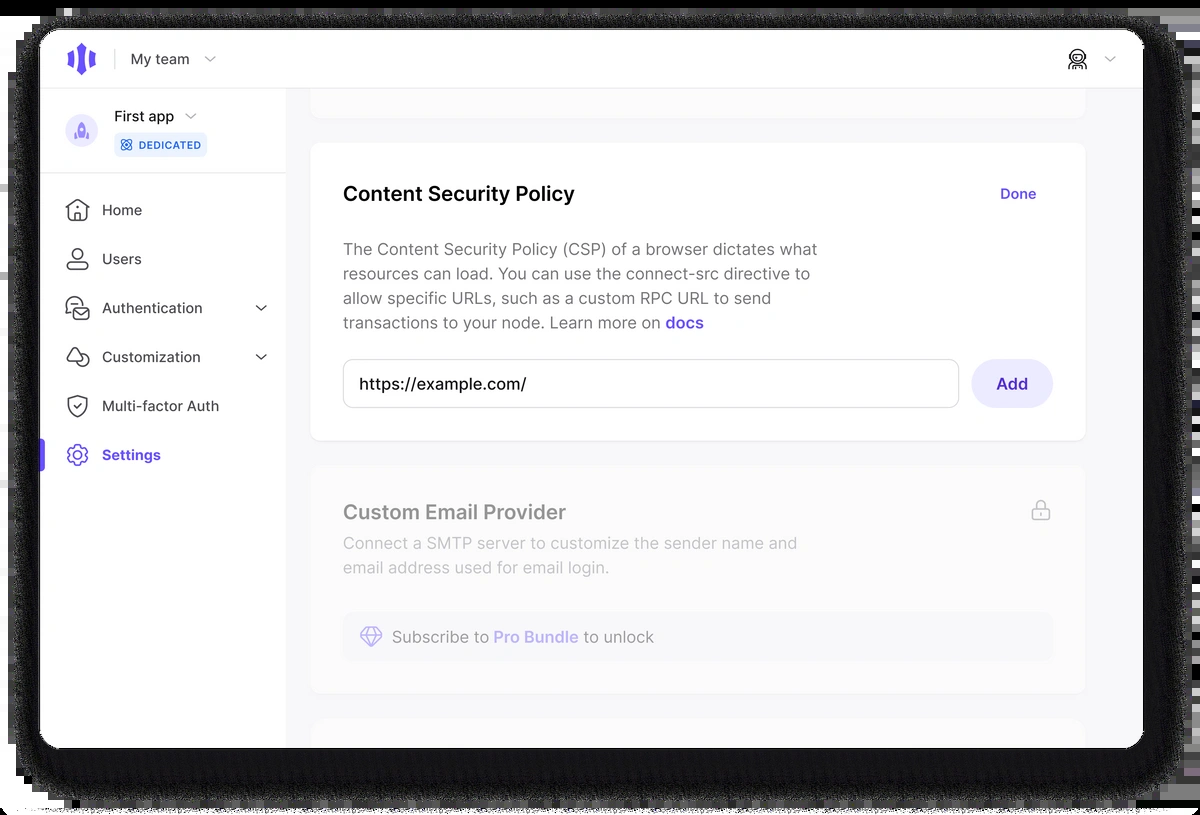 My team
First app
DEDICATED
Home
Users
Authentication
Customization
Multi-factor Auth
Settings
Content Security Policy
Done
The Content Security Policy (CSP) of a browser dictates what
resources can load. You can use the connect-src directive to
allow specific URLs, such as a custom RPC URL to send
transactions to your node. Learn more on docs
https://example.com/
Add
Custom Email Provider
Connect a SMTP server to customize the sender name and
email address used for email login.
Subscribe to Pro Bundle to unlock